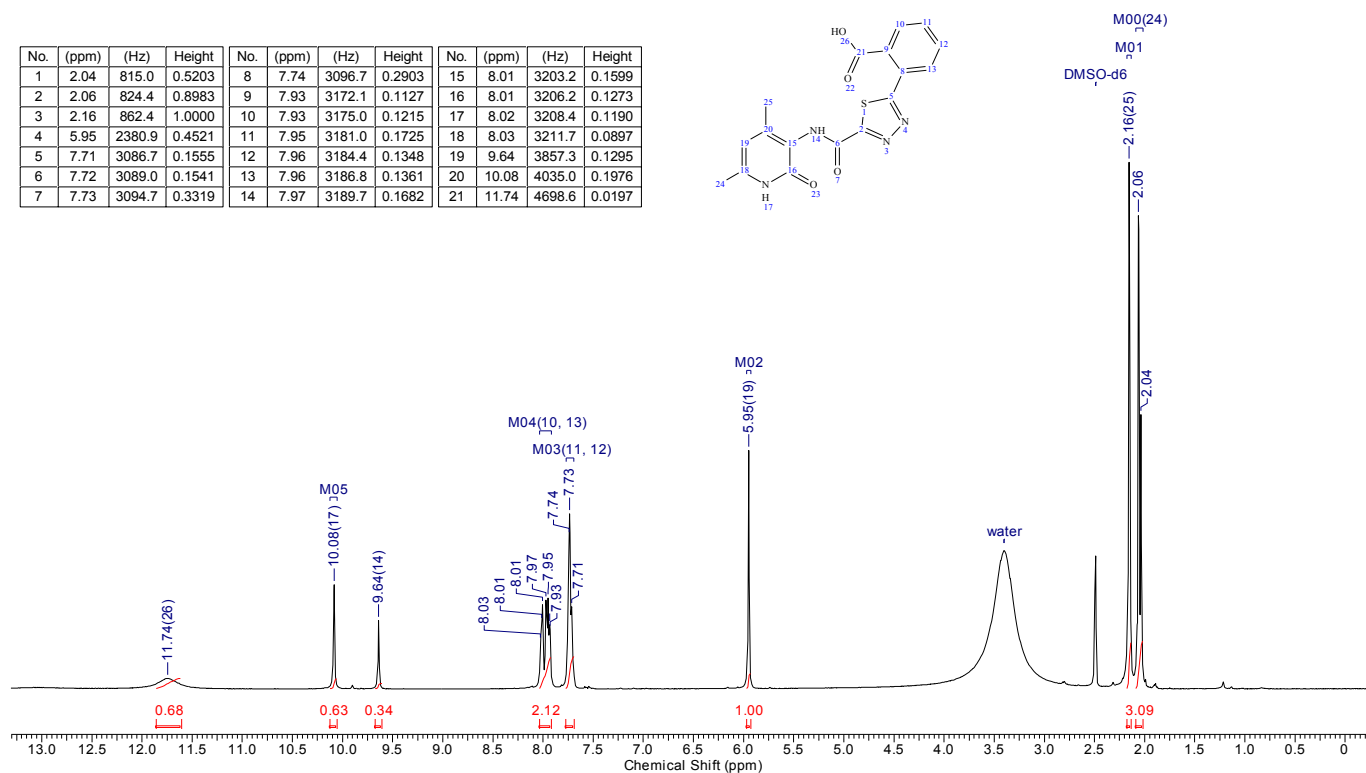 No. (ppm) (Hz) Height No. (ppm) (Hz) Height No. (ppm) (Hz) Height
1 2.04 815.0 0.5203 8 7.74 3096.7 0.2903 15 8.01 3203.2 0.1599
2 2.06 824.4 0.8983 9 7.93 3172.1 0.1127 16 8.01 3206.2 0.1273
3 2.16 862.4 1.0000 10 7.93 3175.0 0.1215 17 8.02 3208.4 0.1190
4 5.95 2380.9 0.4521 11 7.95 3181.0 0.1725 18 8.03 3211.7 0.0897
5 7.71 3086.7 0.1555 12 7.96 3184.4 0.1348 19 9.64 3857.3 0.1295
6 7.72 3089.0 0.1541 13 7.96 3186.8 0.1361 20 10.08 4035.0 0.1976
7 7.73 3094.7 0.3319 14 7.97 3189.7 0.1682 21 11.74 4698.6 0.0197
10 11
HO
26
21 9 12
O 8 13
22
25 S 5
20 NH 1 N 4
19 15 14 2 N
6 3
18 16 O
24 NH O 7
17 23
M00(24)
M01
DMSO-d6
2.16(25)
2.06
2.04
M02
5.95(19)
M04(10, 13)
M03(11, 12)
7.73
7.74
7.71
7.95
7.97
7.93
8.01
8.01
8.03
M05
10.08(17)
9.64(14)
11.74(26)
water
0.68 0.63 0.34 2.12 1.00 3.09
13.0 12.5 12.0 11.5 11.0 10.5 10.0 9.5 9.0 8.5 8.0 7.5 7.0 6.5 6.0 5.5 5.0 4.5 4.0 3.5 3.0 2.5 2.0 1.5 1.0 0.5 0
Chemical Shift (ppm)